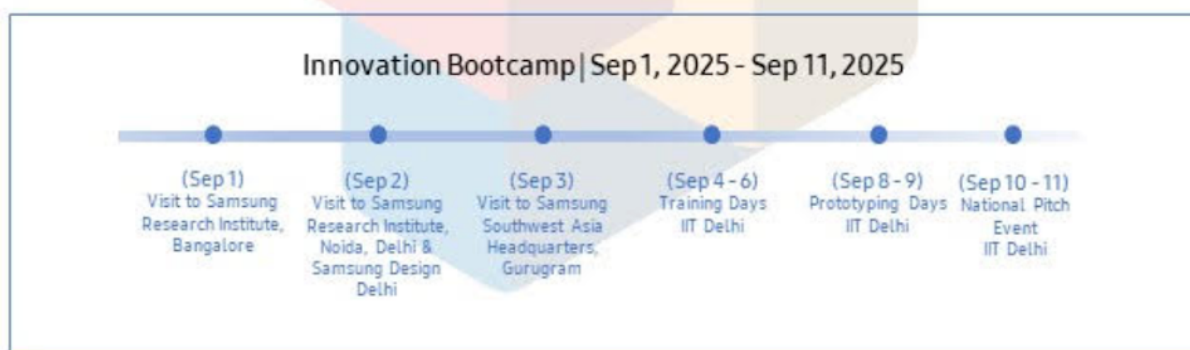 Innovation Bootcamp| Sep 1, 2025 - Sep 11, 2025
(Sep 1)
Visit to Samsung
Research Institute,
Bangalore
(Sep 2)
Visit to Samsung
Research Institute,
Noida, Delhi &
Samsung Design
Delhi
(Sep 3)
Visit to Samsung
Southwest Asia
Headquarters,
Gurugram
(Sep 4 - 6)
Training Days
IIT Delhi
(Sep 8 - 9)
Prototyping Days
IIT Delhi
(Sep 10 - 11)
National Pitch
Event
IIT Delhi